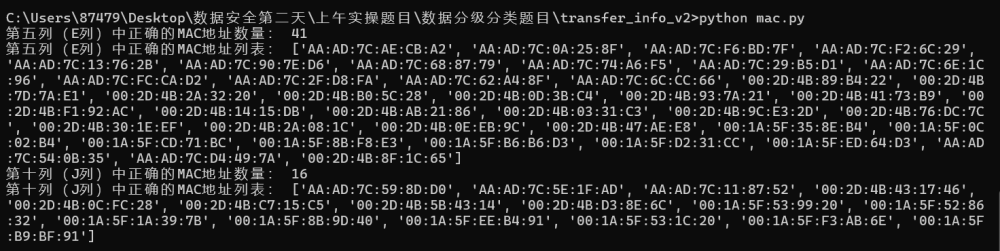 C:\Users\87479\Desktop\数据安全第二天\上午实操题目\数据分级分类题目\transfer_info_v2>python mac.py
第五列（E列）中正确的MAC地址数量： 41
第五列（E列）中正确的MAC地址列表： ['AA:AD:7C:AE:CB:A2', 'AA:AD:7C:0A:25:8F', 'AA:AD:7C:F6:BD:7F', 'AA:AD:7C:F2:6C:29',
'AA:AD:7C:13:76:2B', 'AA:AD:7C:90:7E:D6', 'AA:AD:7C:68:87:79', 'AA:AD:7C:74:A6:F5', 'AA:AD:7C:29:B5:D1', 'AA:AD:7C:6E:1C
:96', 'AA:AD:7C:FC:CA:D2', 'AA:AD:7C:2F:D8:FA', 'AA:AD:7C:62:A4:8F', 'AA:AD:7C:6C:CC:66', '00:2D:4B:89:B4:22', '00:2D:4B
:7D:7A:E1', '00:2D:4B:2A:32:20', '00:2D:4B:B0:5C:28', '00:2D:4B:0D:3B:C4', '00:2D:4B:93:7A:21', '00:2D:4B:41:73:B9', '00
:2D:4B:F1:92:AC', '00:2D:4B:14:15:DB', '00:2D:4B:AB:21:86', '00:2D:4B:03:31:C3', '00:2D:4B:9C:E3:2D', '00:2D:4B:76:DC:7C
', '00:2D:4B:30:1E:EF', '00:2D:4B:2A:08:1C', '00:2D:4B:0E:EB:9C', '00:2D:4B:47:AE:E8', '00:1A:5F:35:8E:B4', '00:1A:5F:0C
:02:B4', '00:1A:5F:CD:71:BC', '00:1A:5F:8B:F8:E3', '00:1A:5F:B6:B6:D3', '00:1A:5F:D2:31:CC', '00:1A:5F:ED:64:D3', 'AA:AD
:7C:54:0B:35', 'AA:AD:7C:D4:49:7A', '00:2D:4B:8F:1C:65']
第十列（J列）中正确的MAC地址数量： 16
第十列（J列）中正确的MAC地址列表： ['AA:AD:7C:59:8D:D0', 'AA:AD:7C:5E:1F:AD', 'AA:AD:7C:11:87:52', '00:2D:4B:43:17:46',
'00:2D:4B:0C:FC:28', '00:2D:4B:C7:15:C5', '00:2D:4B:5B:43:14', '00:2D:4B:D3:8E:6C', '00:1A:5F:53:99:20', '00:1A:5F:52:86
:32', '00:1A:5F:1A:39:7B', '00:1A:5F:8B:9D:40', '00:1A:5F:EE:B4:91', '00:1A:5F:53:1C:20', '00:1A:5F:F3:AB:6E', '00:1A:5F
:B9:BF:91']